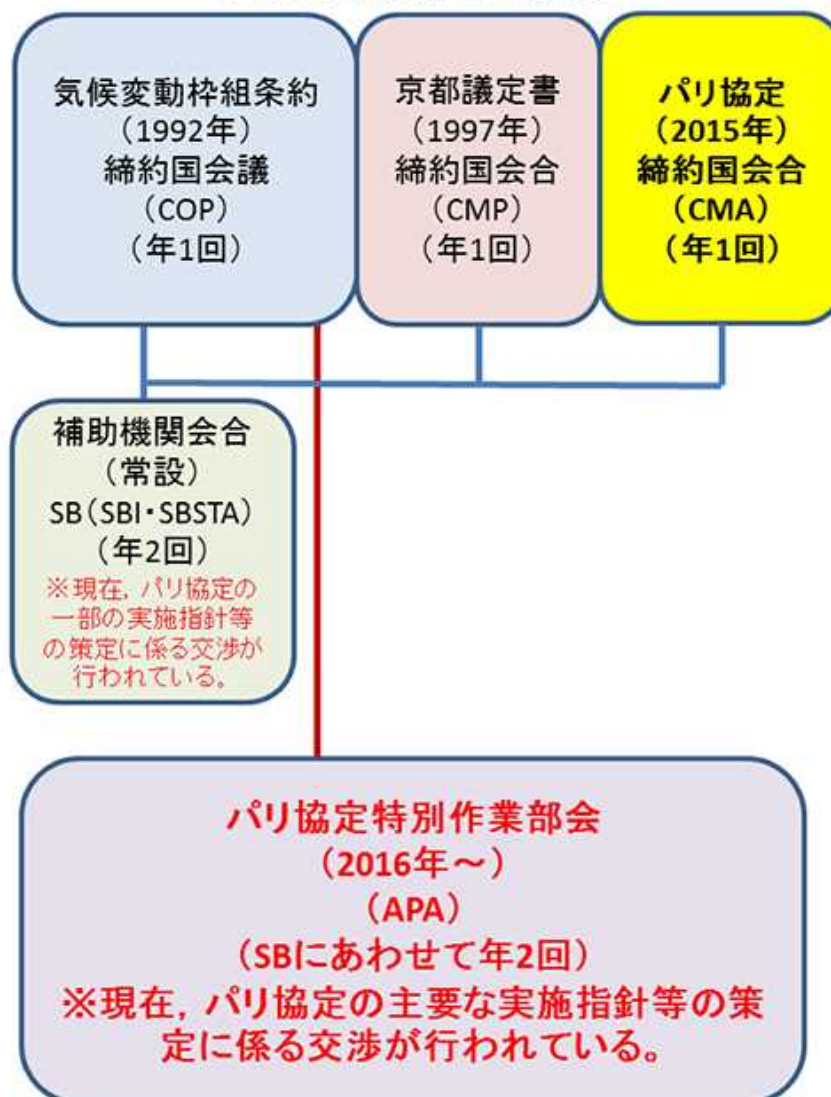 気候変動枠組条約
（1992年）
締約国会議
（COP）
（年1回）
京都議定書
（1997年）
締約国会合
（CMP）
（年1回）
パリ協定
（2015年）
締約国会合
（CMA）
（年1回）
補助機関会合
（常設）
SB（SBI・SBSTA）
（年2回）
※現在，パリ協定の
一部の実施指針等
の策定に係る交渉が
行われている。
パリ協定特別作業部会
（2016年～）
（APA）
（SBにあわせて年2回）
※現在，パリ協定の主要な実施指針等の策
定に係る交渉が行われている。